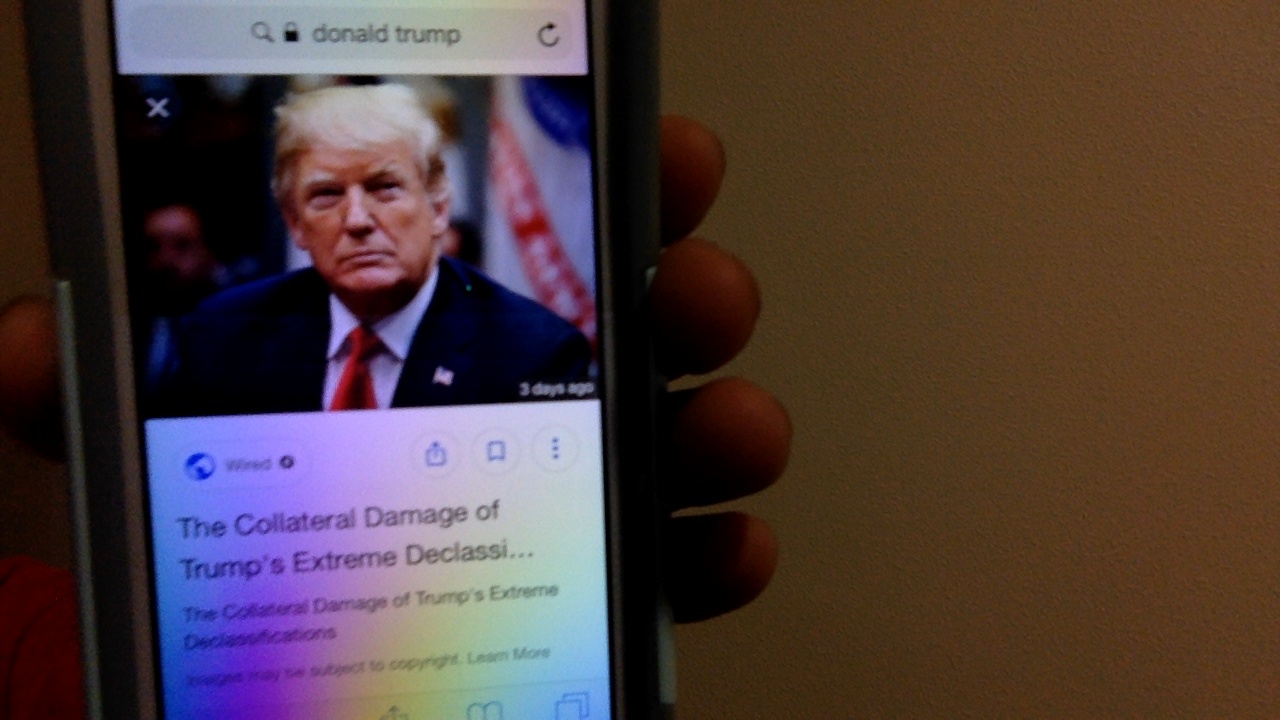 donald trump
3 days ago
Wired
The Collateral Damage of
Trump's Extreme Declassi...
The Collateral Damage of Trump's Extreme
Declassifications
Images may be subject to copyright. Learn More